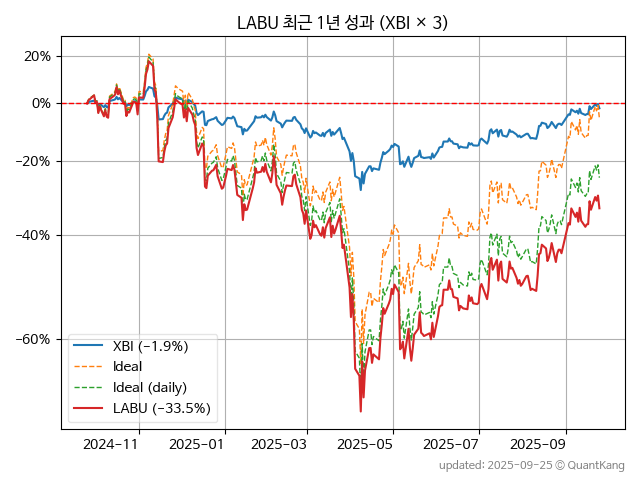 LABU 최근 1년 성과 (XBI × 3)
20%
0%
−20%
−40%
−60%
XBI (−1.9%)
Ideal
Ideal (daily)
LABU (−33.5%)
2024−11
2025−01
2025−03
2025−05
2025−07
2025−09
updated: 2025-09-25 © QuantKang